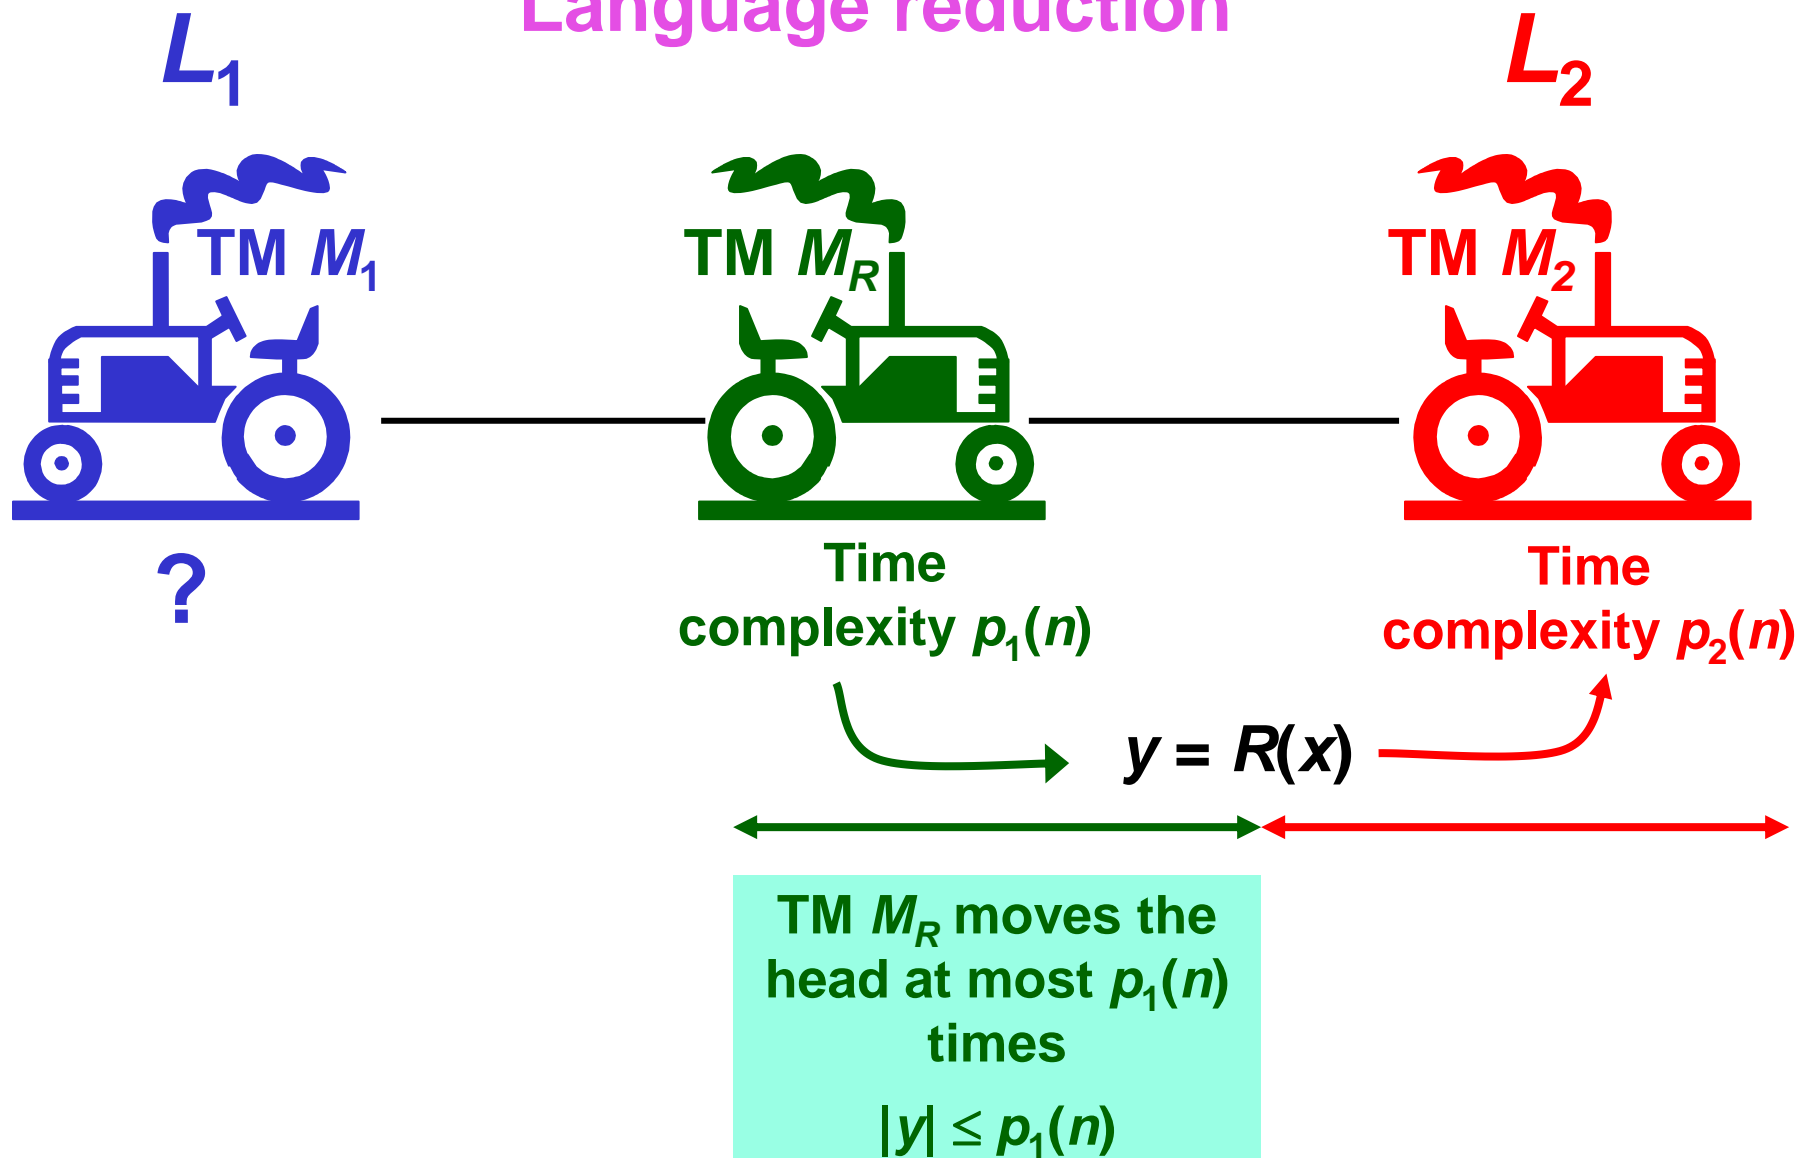 Language reduction
L1
L2
TM M1
TM MR
TM M2
?
Time
complexity p1(n)
Time
complexity p2(n)
y = R(x)
TM MR moves the
head at most p1(n)
times
|y| ≤ p1(n)